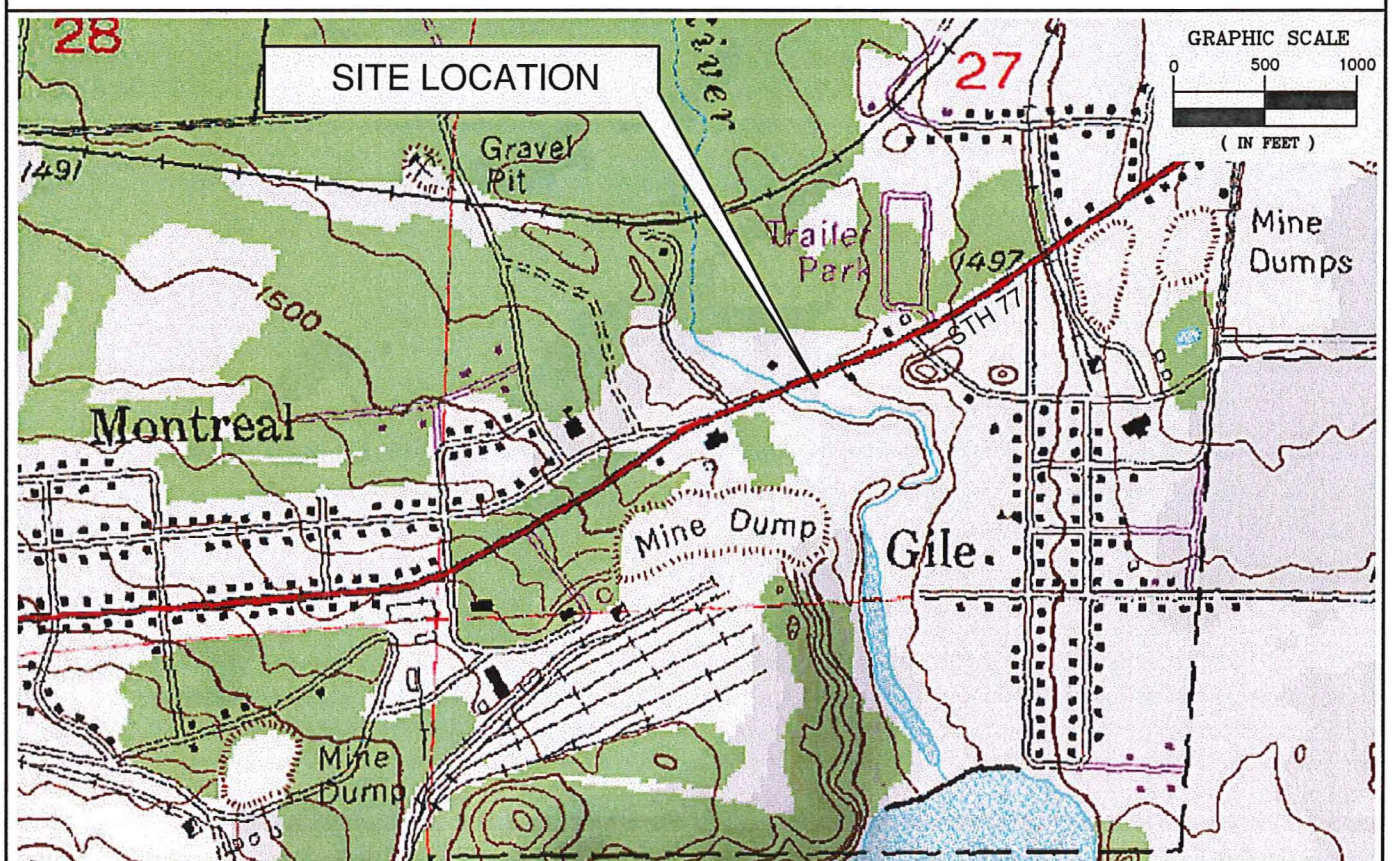 28
SITE LOCATION
iver
27
GRAPHIC SCALE
0 500 1000
( IN FEET )
1491
Gravel
Pit
Trailer
Park
1497
STH 77
Mine
Dumps
1500
Montreal
Mine Dump
Gile
Mine
Dump